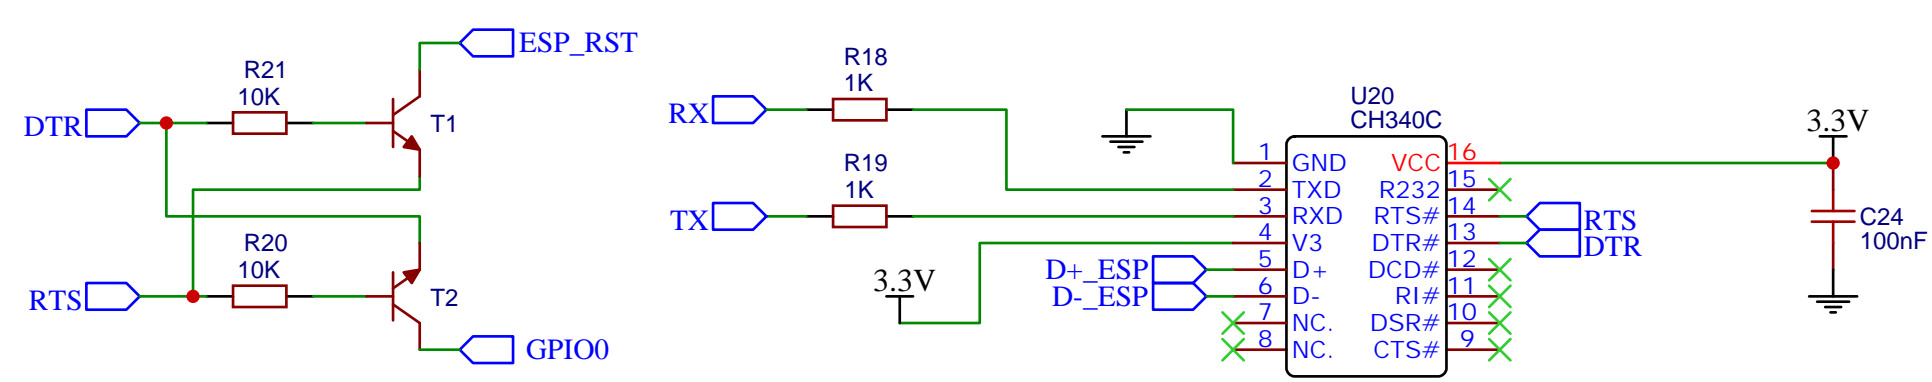 ESP_RST
R21
10K
DTR
T1
R20
10K
RTS
T2
GPIO0
R18
1K
RX
R19
1K
TX
3.3V
D+_ESP
D-_ESP
U20
CH340C
1 GND VCC 16
2 TXD R232 15
3 RXD RTS# 14
4 V3 DTR# 13
5 D+ DCD# 12
6 D- RI# 11
7 NC. DSR# 10
8 NC. CTS# 9
RTS
DTR
3.3V
C24
100nF